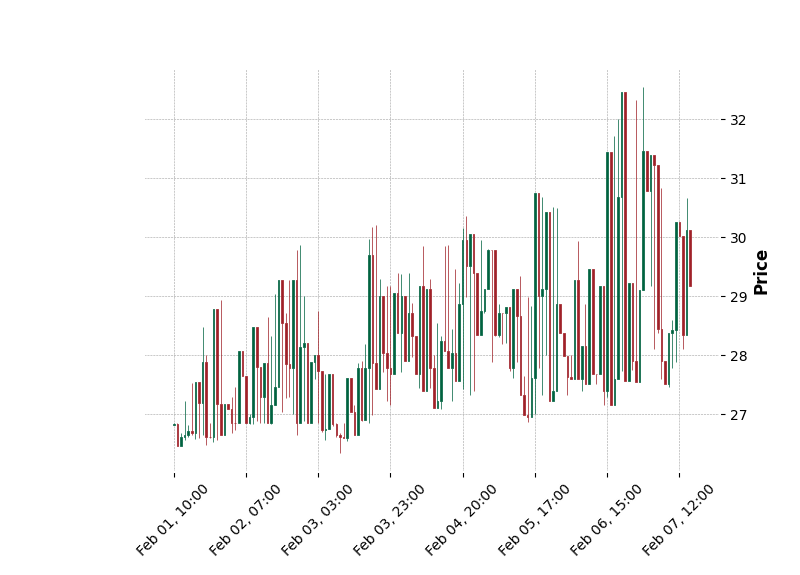 32
31
30
29
28
27
Price
Feb 01, 10:00
Feb 02, 07:00
Feb 03, 03:00
Feb 03, 23:00
Feb 04, 20:00
Feb 05, 17:00
Feb 06, 15:00
Feb 07, 12:00